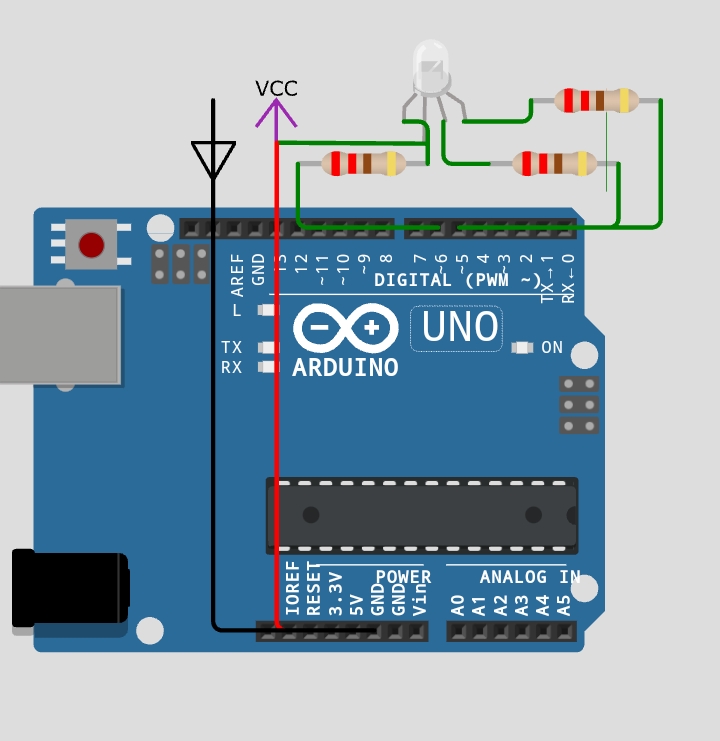 VCC
AREF
GND
13
12
~11
~10
~9
8
7
~6
~5
4
~3
2
TX→1
RX←0
DIGITAL (PWM ~)
L
TX
RX
UNO
ON
ARDUINO
IOREF
RESET
3.3V
5V
GND
GND
Vin
POWER
ANALOG IN
A0
A1
A2
A3
A4
A5